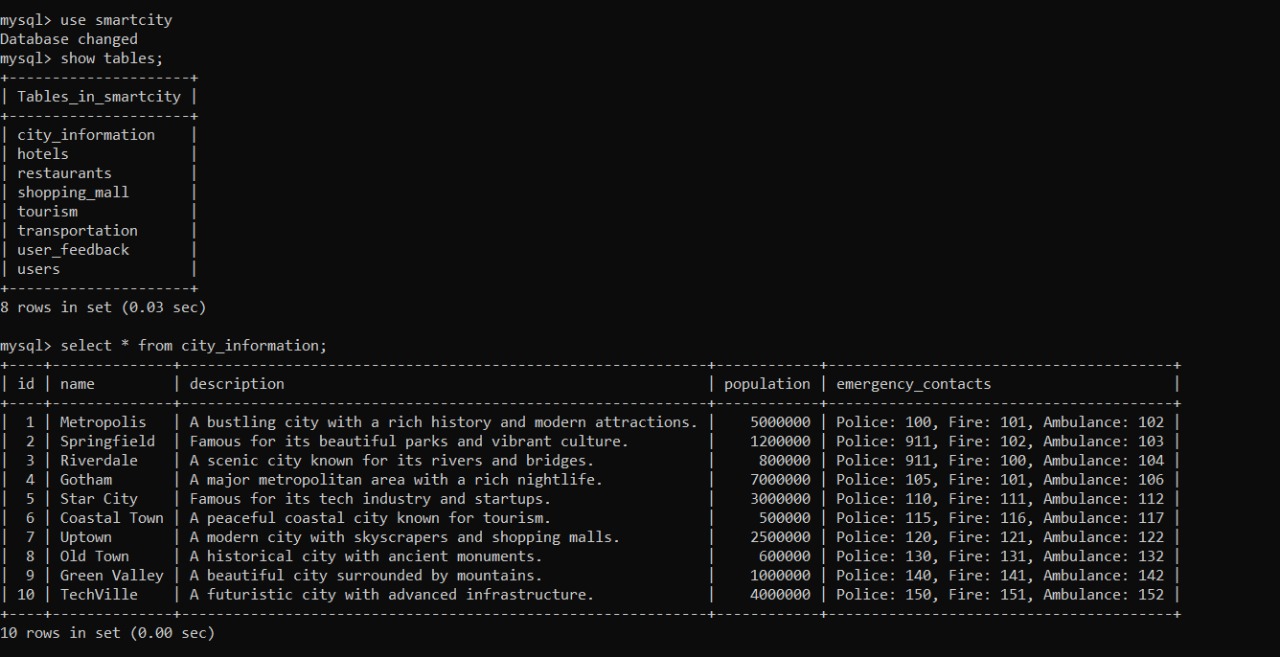 mysql> use smartcity
Database changed
mysql> show tables;
+---------------------+
| Tables_in_smartcity |
+---------------------+
| city_information    |
| hotels              |
| restaurants         |
| shopping_mall       |
| tourism             |
| transportation      |
| user_feedback       |
| users               |
+---------------------+
8 rows in set (0.03 sec)

mysql> select * from city_information;
+----+--------------+------------------------------------------------------------+------------+---------------------------------------+
| id | name         | description                                                | population | emergency_contacts                    |
+----+--------------+------------------------------------------------------------+------------+---------------------------------------+
|  1 | Metropolis   | A bustling city with a rich history and modern attractions. |    5000000 | Police: 100, Fire: 101, Ambulance: 102 |
|  2 | Springfield  | Famous for its beautiful parks and vibrant culture.        |    1200000 | Police: 911, Fire: 102, Ambulance: 103 |
|  3 | Riverdale    | A scenic city known for its rivers and bridges.            |     800000 | Police: 911, Fire: 100, Ambulance: 104 |
|  4 | Gotham       | A major metropolitan area with a rich nightlife.           |    7000000 | Police: 105, Fire: 101, Ambulance: 106 |
|  5 | Star City    | Famous for its tech industry and startups.                 |    3000000 | Police: 110, Fire: 111, Ambulance: 112 |
|  6 | Coastal Town | A peaceful coastal city known for tourism.                 |     500000 | Police: 115, Fire: 116, Ambulance: 117 |
|  7 | Uptown       | A modern city with skyscrapers and shopping malls.         |    2500000 | Police: 120, Fire: 121, Ambulance: 122 |
|  8 | Old Town     | A historical city with ancient monuments.                  |     600000 | Police: 130, Fire: 131, Ambulance: 132 |
|  9 | Green Valley | A beautiful city surrounded by mountains.                  |    1000000 | Police: 140, Fire: 141, Ambulance: 142 |
| 10 | TechVille    | A futuristic city with advanced infrastructure.            |    4000000 | Police: 150, Fire: 151, Ambulance: 152 |
+----+--------------+------------------------------------------------------------+------------+---------------------------------------+
10 rows in set (0.00 sec)